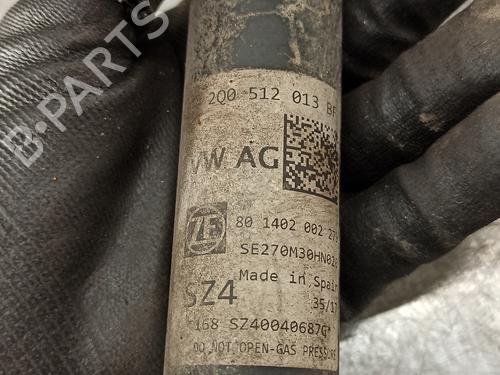 B-PARTS
2Q0 512 013 BF
VW AG
ZF
80 1402 002 27
SE270M30HN02
Made in Spain
SZ4
35/17
168 SZ40040687G*
DO NOT OPEN-GAS PRESSURE